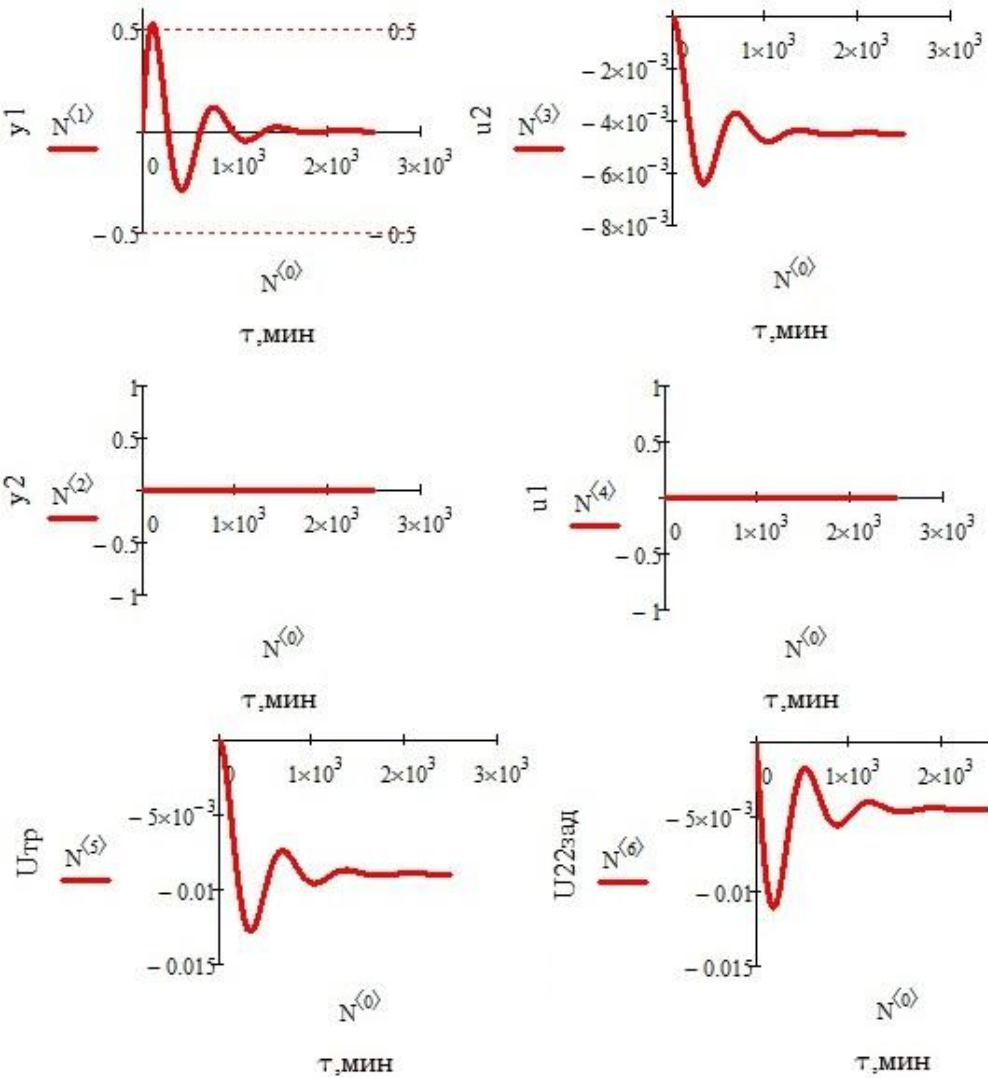 0.5 0.5
y1 N⟨1⟩
0 1×10³ 2×10³ 3×10³
−0.5 −0.5
N⟨0⟩
τ,мин
0 1×10³ 2×10³ 3×10³
−2×10⁻³
u2 N⟨3⟩
−4×10⁻³
−6×10⁻³
−8×10⁻³
N⟨0⟩
τ,мин
1
0.5
y2 N⟨2⟩
0 1×10³ 2×10³ 3×10³
−0.5
−1
N⟨0⟩
τ,мин
1
0.5
u1 N⟨4⟩
0 1×10³ 2×10³ 3×10³
−0.5
−1
N⟨0⟩
τ,мин
0 1×10³ 2×10³ 3×10³
−5×10⁻³
Uтр N⟨5⟩
−0.01
−0.015
N⟨0⟩
τ,мин
0 1×10³ 2×10³
−5×10⁻³
U22зад N⟨6⟩
−0.01
−0.015
N⟨0⟩
τ,мин